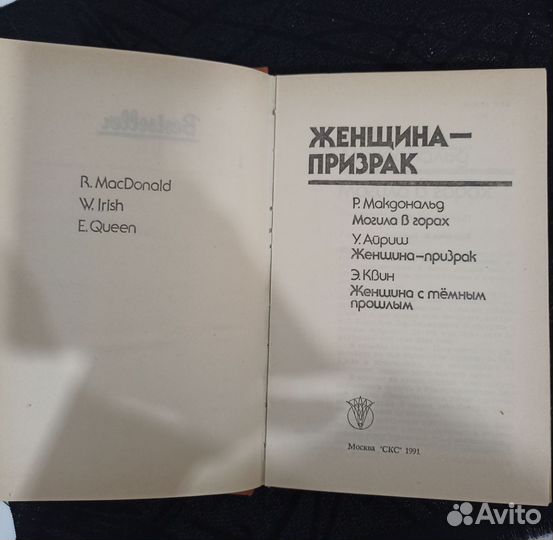 R. MacDonald
W. Irish
E. Queen
Bestseller
ЖЕНЩИНА—
ПРИЗРАК
Р. Макдональд
Могила в горах
У. Айриш
Женщина-призрак
Э. Квин
Женщина с тёмным
прошлым
Москва "СКС" 1991
Avito